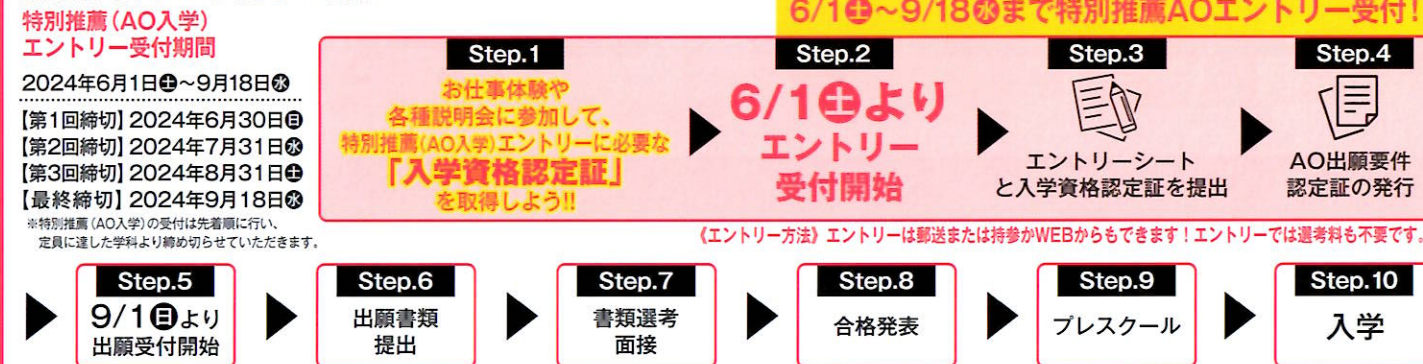 6/1土～9/18水まで特別推薦AOエントリー受付！
特別推薦（AO入学）
エントリー受付期間
2024年6月1日土～9月18日水
【第1回締切】2024年6月30日日
【第2回締切】2024年7月31日水
【第3回締切】2024年8月31日土
【最終締切】2024年9月18日水
※特別推薦（AO入学）の受付は先着順に行い、
定員に達した学科より締め切らせていただきます。
Step.1
お仕事体験や
各種説明会に参加して、
特別推薦（AO入学）エントリーに必要な
「入学資格認定証」
を取得しよう!!
Step.2
6/1土より
エントリー
受付開始
Step.3
エントリーシート
と入学資格認定証を提出
Step.4
AO出願要件
認定証の発行
《エントリー方法》エントリーは郵送または持参かWEBからもできます！エントリーでは選考料も不要です。
Step.5
9/1日より
出願受付開始
Step.6
出願書類
提出
Step.7
書類選考
面接
Step.8
合格発表
Step.9
プレスクール
Step.10
入学